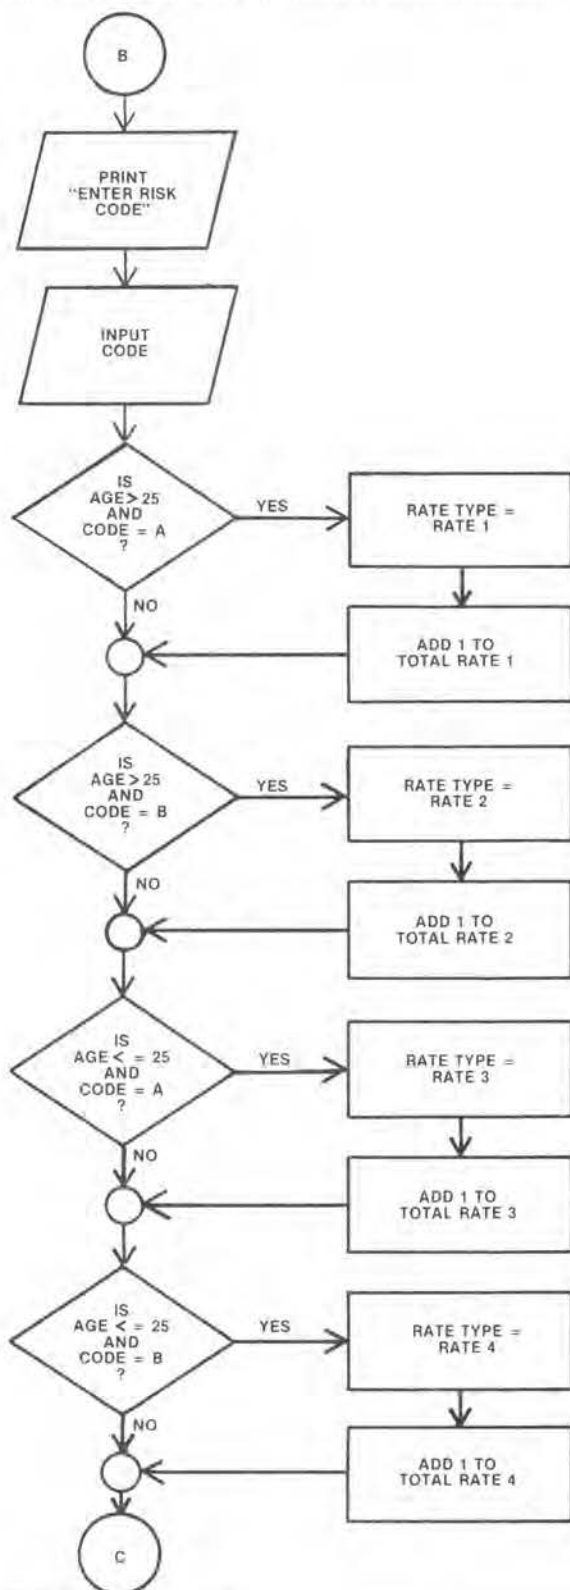 B
PRINT
"ENTER RISK
CODE"
INPUT
CODE
IS
AGE > 25
AND
CODE = A
?
YES
RATE TYPE =
RATE 1
NO
ADD 1 TO
TOTAL RATE 1
IS
AGE > 25
AND
CODE = B
?
YES
RATE TYPE =
RATE 2
NO
ADD 1 TO
TOTAL RATE 2
IS
AGE < = 25
AND
CODE = A
?
YES
RATE TYPE =
RATE 3
NO
ADD 1 TO
TOTAL RATE 3
IS
AGE < = 25
AND
CODE = B
?
YES
RATE TYPE =
RATE 4
NO
ADD 1 TO
TOTAL RATE 4
C